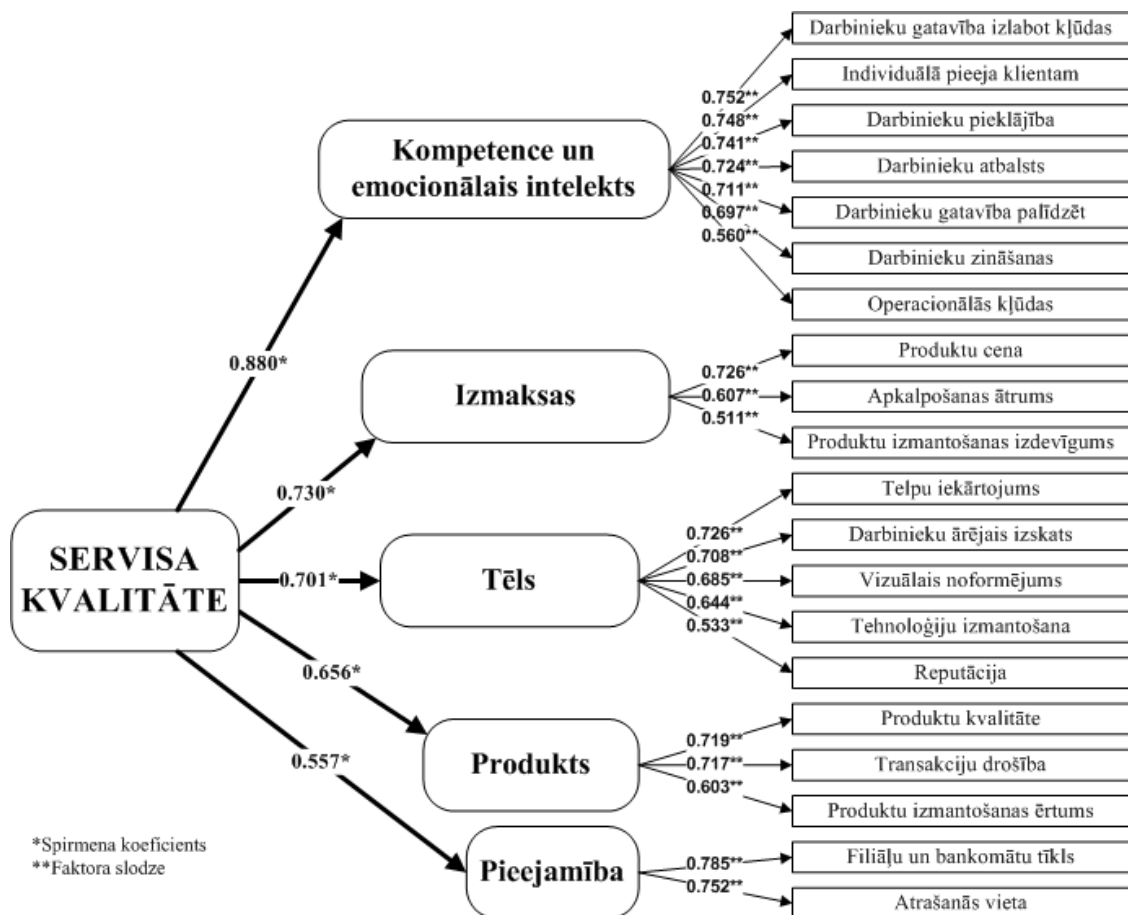 Darbinieku gatavība izlabot kļūdas
Individuālā pieeja klientam
0.752**
0.748**
Darbinieku pieklājība
0.741**
Kompetence un
emocionālais intelekts
0.724**
Darbinieku atbalsts
0.711**
Darbinieku gatavība palīdzēt
0.697**
0.560**
Darbinieku zināšanas
Operacionālās kļūdas
0.880*
Produktu cena
0.726**
Izmaksas
0.607**
Apkalpošanas ātrums
0.511**
Produktu izmantošanas izdevīgums
0.730*
Telpu iekārtojums
0.726**
Darbinieku ārējais izskats
0.708**
SERVISA
KVALITĀTE
0.701*
Tēls
0.685**
Vizuālais noformējums
0.644**
Tehnoloģiju izmantošana
0.533**
Reputācija
0.656*
Produktu kvalitāte
0.719**
Produkts
0.717**
Transakciju drošība
0.603**
Produktu izmantošanas ērtums
0.557*
Pieejamība
0.785**
Filiāļu un bankomātu tīkls
0.752**
Atrašanās vieta
*Spirmena koeficients
**Faktora slodze